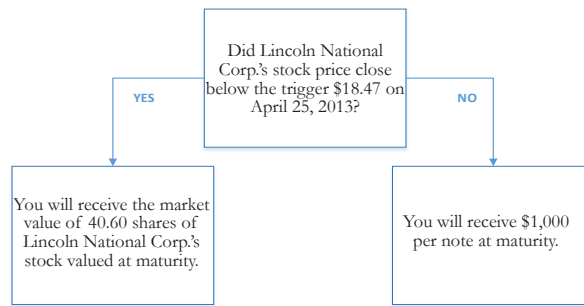 Did Lincoln National
Corp.'s stock price close
below the trigger $18.47 on
April 25, 2013?
YES
NO
You will receive the market
value of 40.60 shares of
Lincoln National Corp.'s
stock valued at maturity.
You will receive $1,000
per note at maturity.